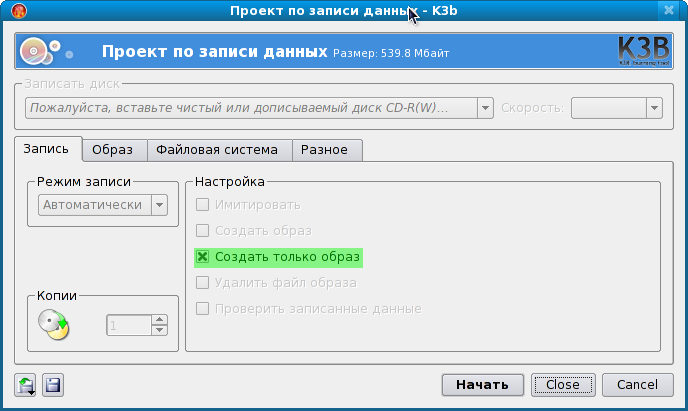 Проект по записи данных - K3b
Проект по записи данных Размер: 539.8 Мбайт
K3B
Записать диск
Пожалуйста, вставьте чистый или дописываемый диск CD-R(W)... Скорость:
Запись Образ Файловая система Разное
Режим записи
Автоматически
Настройка
Имитировать
Создать образ
Создать только образ
Удалить файл образа
Проверить записанные данные
Копии
1
Начать Close Cancel